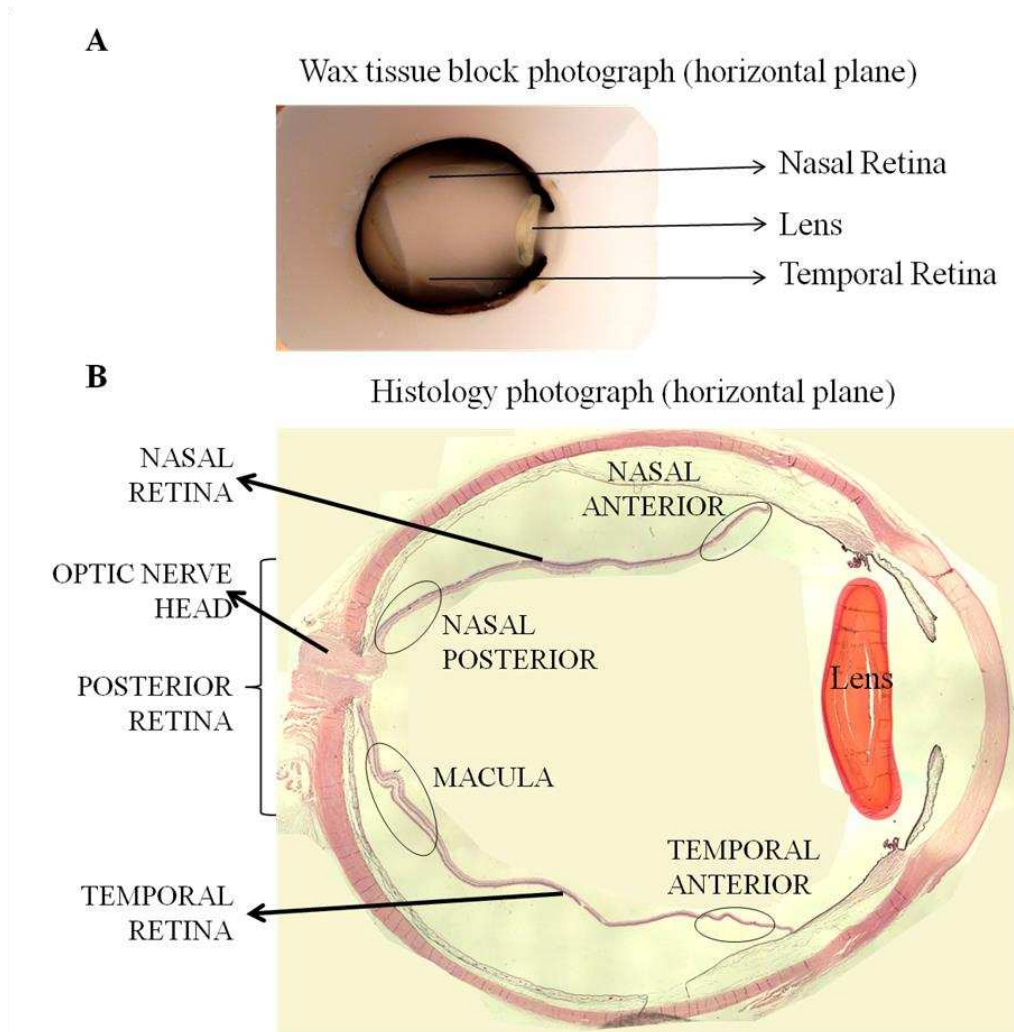 A
Wax tissue block photograph (horizontal plane)
Nasal Retina
Lens
Temporal Retina
B
Histology photograph (horizontal plane)
NASAL
RETINA
NASAL
ANTERIOR
OPTIC NERVE
HEAD
NASAL
POSTERIOR
POSTERIOR
RETINA
Lens
MACULA
TEMPORAL
ANTERIOR
TEMPORAL
RETINA